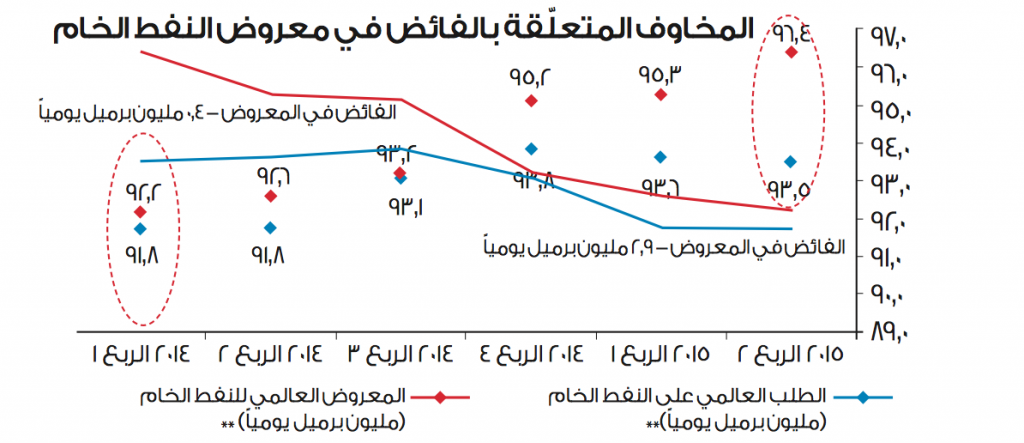 المخاوف المتعلّقة بالفائض في معروض النفط الخام
٩٧,٠
٩٦,٠
٩٥,٠
٩٤,٠
٩٣,٠
٩٢,٠
٩١,٠
٩٠,٠
٨٩,٠
٩٦,٤
٩٥,٣
٩٥,٢
الفائض في المعروض – ٠,٤ مليون برميل يومياً
٩٣,٢
٩٢,٦
٩٢,٢
٩٣,٥
٩٣,٦
٩٣,٨
٩٣,١
٩١,٨
٩١,٨
الفائض في المعروض – ٢,٩ مليون برميل يومياً
٢٠١٤ الربع ١
٢٠١٤ الربع ٢
٢٠١٤ الربع ٣
٢٠١٤ الربع ٤
٢٠١٥ الربع ١
٢٠١٥ الربع ٢
الطلب العالمي على النفط الخام
(مليون برميل يومياً)**
المعروض العالمي للنفط الخام
(مليون برميل يومياً) **